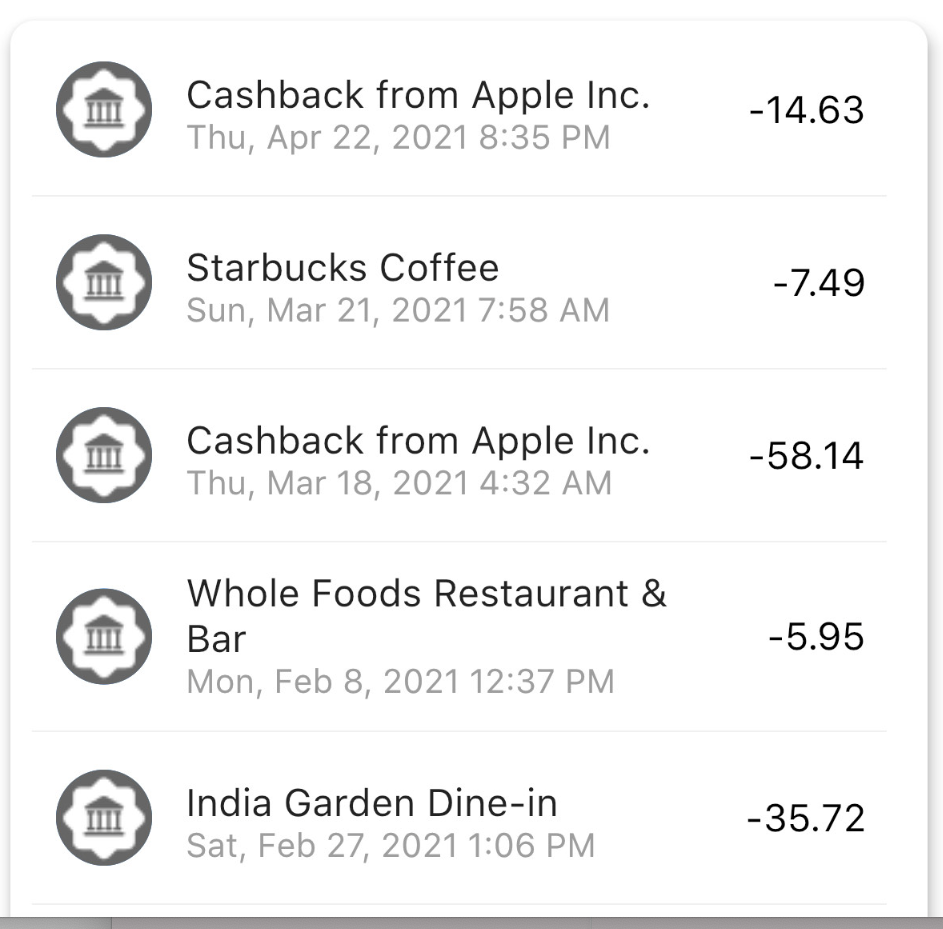 Cashback from Apple Inc.
-14.63
Thu, Apr 22, 2021 8:35 PM
Starbucks Coffee
-7.49
Sun, Mar 21, 2021 7:58 AM
Cashback from Apple Inc.
-58.14
Thu, Mar 18, 2021 4:32 AM
Whole Foods Restaurant &
Bar
-5.95
Mon, Feb 8, 2021 12:37 PM
India Garden Dine-in
-35.72
Sat, Feb 27, 2021 1:06 PM